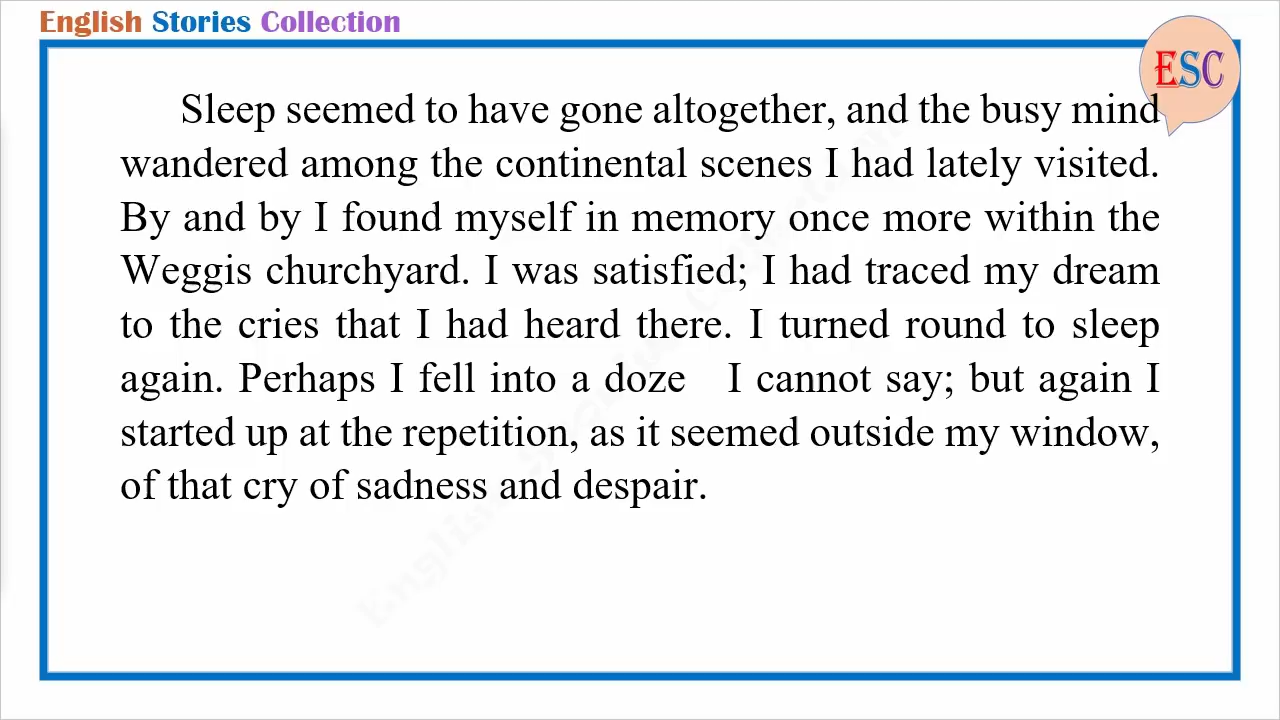 English Stories Collection
ESC
Sleep seemed to have gone altogether, and the busy mind
wandered among the continental scenes I had lately visited.
By and by I found myself in memory once more within the
Weggis churchyard. I was satisfied; I had traced my dream
to the cries that I had heard there. I turned round to sleep
again. Perhaps I fell into a doze I cannot say; but again I
started up at the repetition, as it seemed outside my window,
of that cry of sadness and despair.